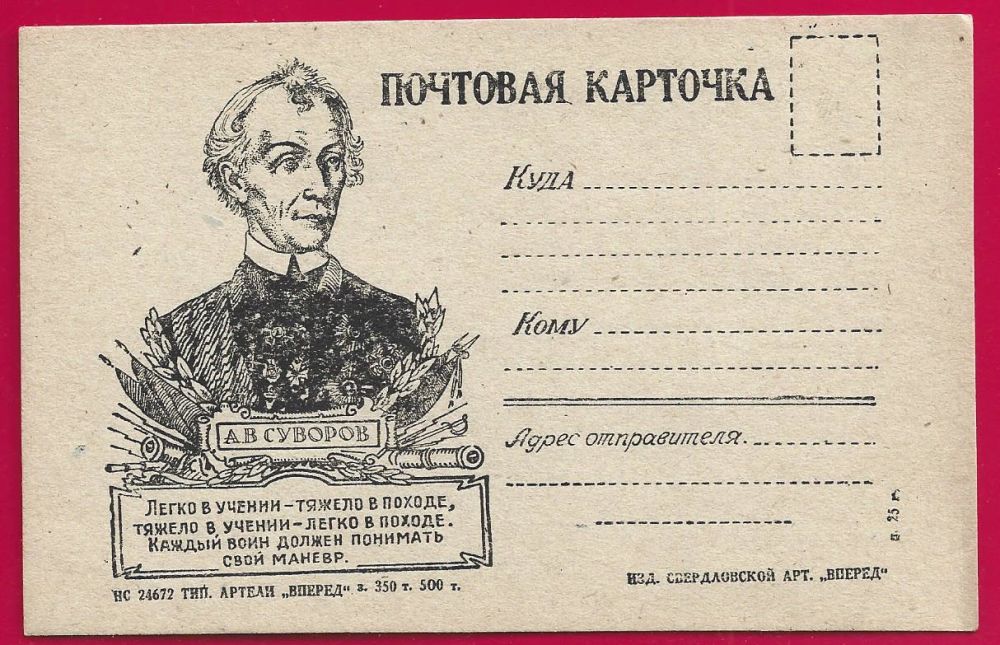 ПОЧТОВАЯ КАРТОЧКА
Куда
Кому
Адрес отправителя.
А В СУВОРОВ
ЛЕГКО В УЧЕНИИ – ТЯЖЕЛО В ПОХОДЕ,
ТЯЖЕЛО В УЧЕНИИ – ЛЕГКО В ПОХОДЕ.
КАЖДЫЙ ВОИН ДОЛЖЕН ПОНИМАТЬ
СВОЙ МАНЕВР.
НС 24672 ТИП. АРТЕЛИ „ВПЕРЕД“ з. 350 т. 500 т.
ИЗД. СВЕРДЛОВСКОЙ АРТ. „ВПЕРЕД“
ц. 25 к.